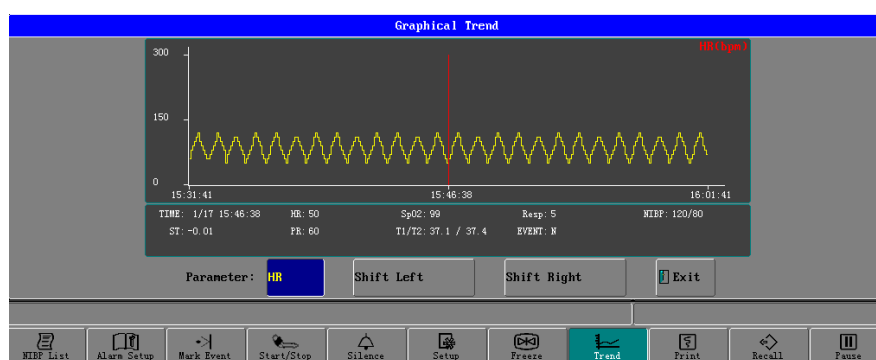 Graphical Trend
HR(bpm)
300
150
0
15:31:41 15:46:38 16:01:41
TIME: 1/17 15:46:38 HR: 50 SpO2: 99 Resp: 5 NIBP: 120/80
ST: -0.01 PR: 60 T1/T2: 37.1 / 37.4 EVENT: N
Parameter: HR Shift Left Shift Right Exit
NIBP List Alarm Setup Mark Event Start/Stop Silence Setup Freeze Trend Print Recall Pause